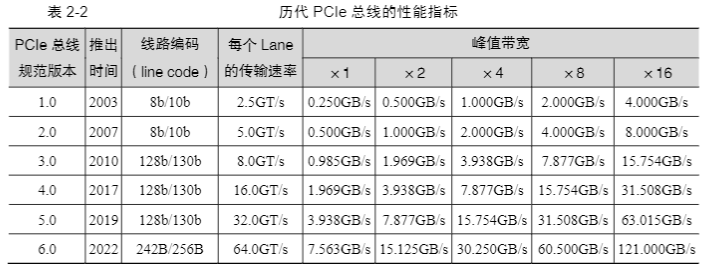 表 2-2 历代 PCIe 总线的性能指标
PCIe 总线规范版本 推出时间 线路编码（line code） 每个 Lane 的传输速率 峰值带宽
×1 ×2 ×4 ×8 ×16
1.0 2003 8b/10b 2.5GT/s 0.250GB/s 0.500GB/s 1.000GB/s 2.000GB/s 4.000GB/s
2.0 2007 8b/10b 5.0GT/s 0.500GB/s 1.000GB/s 2.000GB/s 4.000GB/s 8.000GB/s
3.0 2010 128b/130b 8.0GT/s 0.985GB/s 1.969GB/s 3.938GB/s 7.877GB/s 15.754GB/s
4.0 2017 128b/130b 16.0GT/s 1.969GB/s 3.938GB/s 7.877GB/s 15.754GB/s 31.508GB/s
5.0 2019 128b/130b 32.0GT/s 3.938GB/s 7.877GB/s 15.754GB/s 31.508GB/s 63.015GB/s
6.0 2022 242B/256B 64.0GT/s 7.563GB/s 15.125GB/s 30.250GB/s 60.500GB/s 121.000GB/s